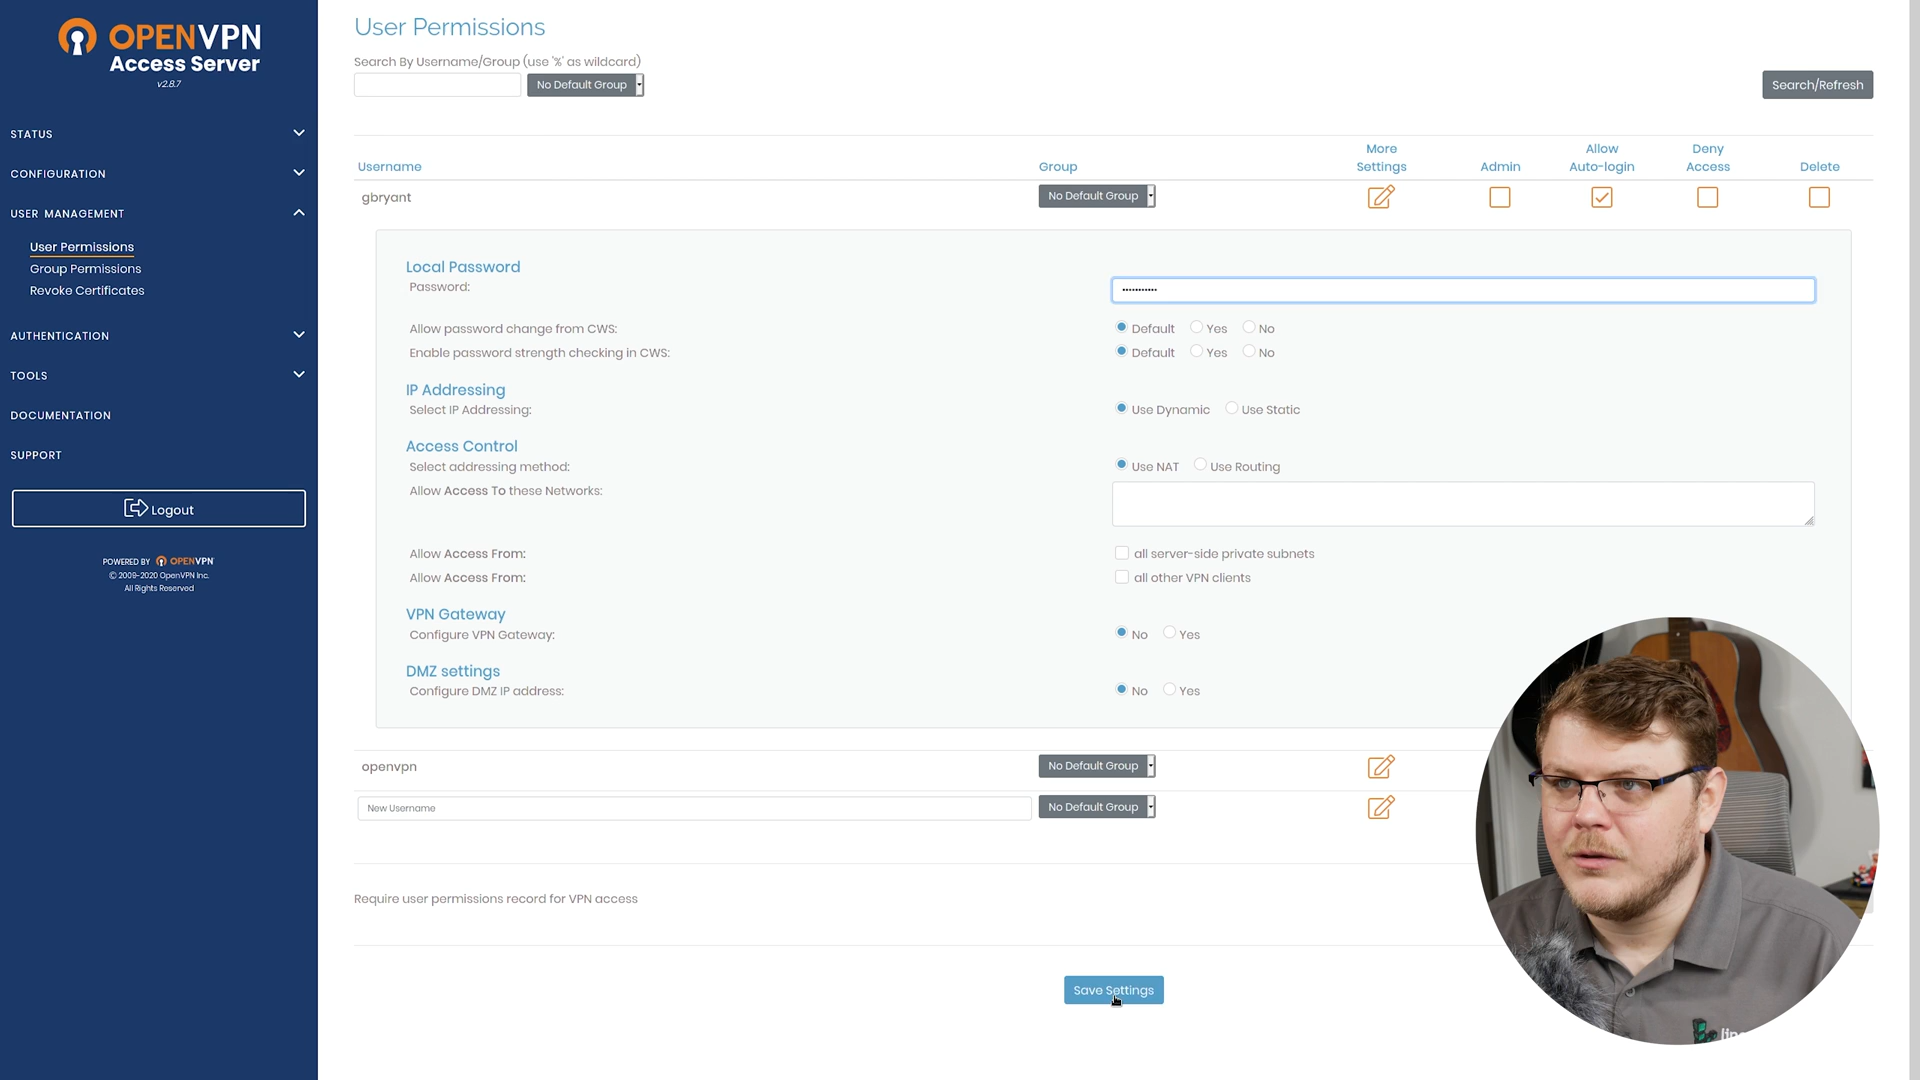 OPENVPN
Access Server
v2.8.7
STATUS
CONFIGURATION
USER MANAGEMENT
User Permissions
Group Permissions
Revoke Certificates
AUTHENTICATION
TOOLS
DOCUMENTATION
SUPPORT
Logout
POWERED BY OPENVPN
© 2009-2020 OpenVPN Inc.
All Rights Reserved
User Permissions
Search By Username/Group (use '%' as wildcard)
No Default Group
Search/Refresh
Username Group More Settings Admin Allow Auto-login Deny Access Delete
gbryant No Default Group
Local Password
Password: •••••••••••
Allow password change from CWS: Default Yes No
Enable password strength checking in CWS: Default Yes No
IP Addressing
Select IP Addressing: Use Dynamic Use Static
Access Control
Select addressing method: Use NAT Use Routing
Allow Access To these Networks:
Allow Access From: all server-side private subnets
Allow Access From: all other VPN clients
VPN Gateway
Configure VPN Gateway: No Yes
DMZ settings
Configure DMZ IP address: No Yes
openvpn No Default Group
New Username No Default Group
Require user permissions record for VPN access
Save Settings